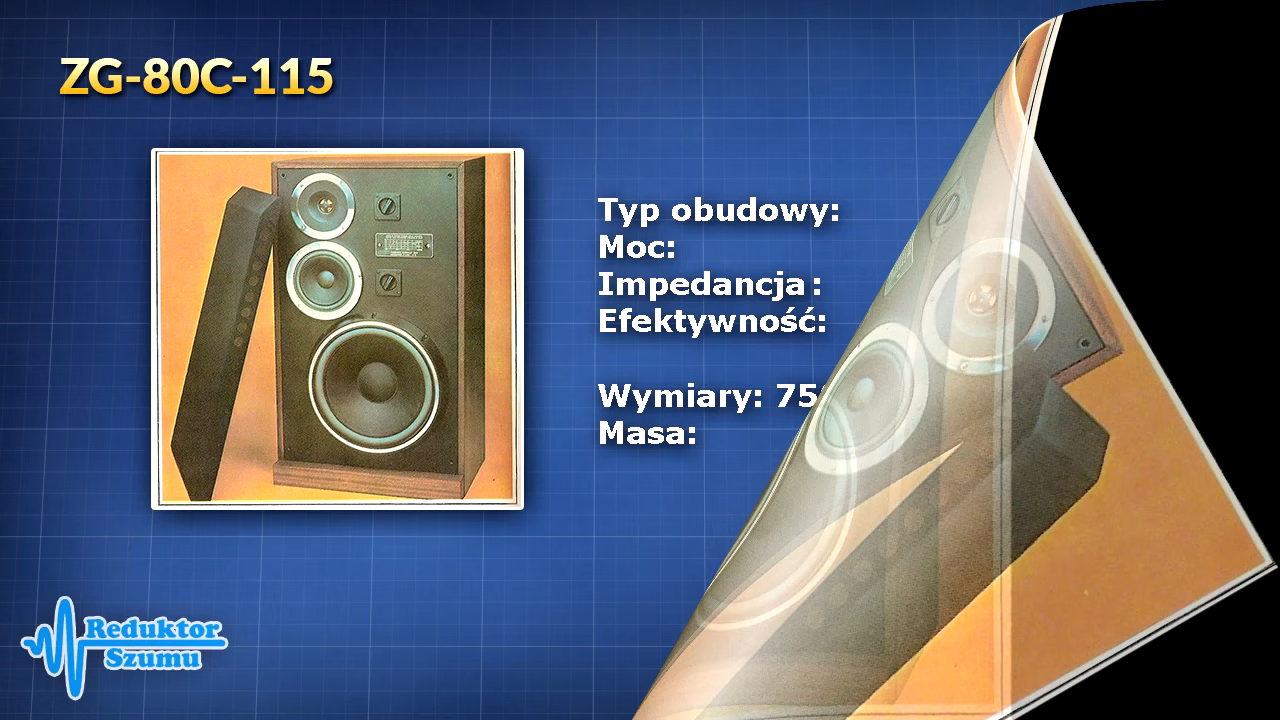 ZG-80C-115
Typ obudowy:
Moc:
Impedancja :
Efektywność:
Wymiary: 75
Masa:
Reduktor
Szumu